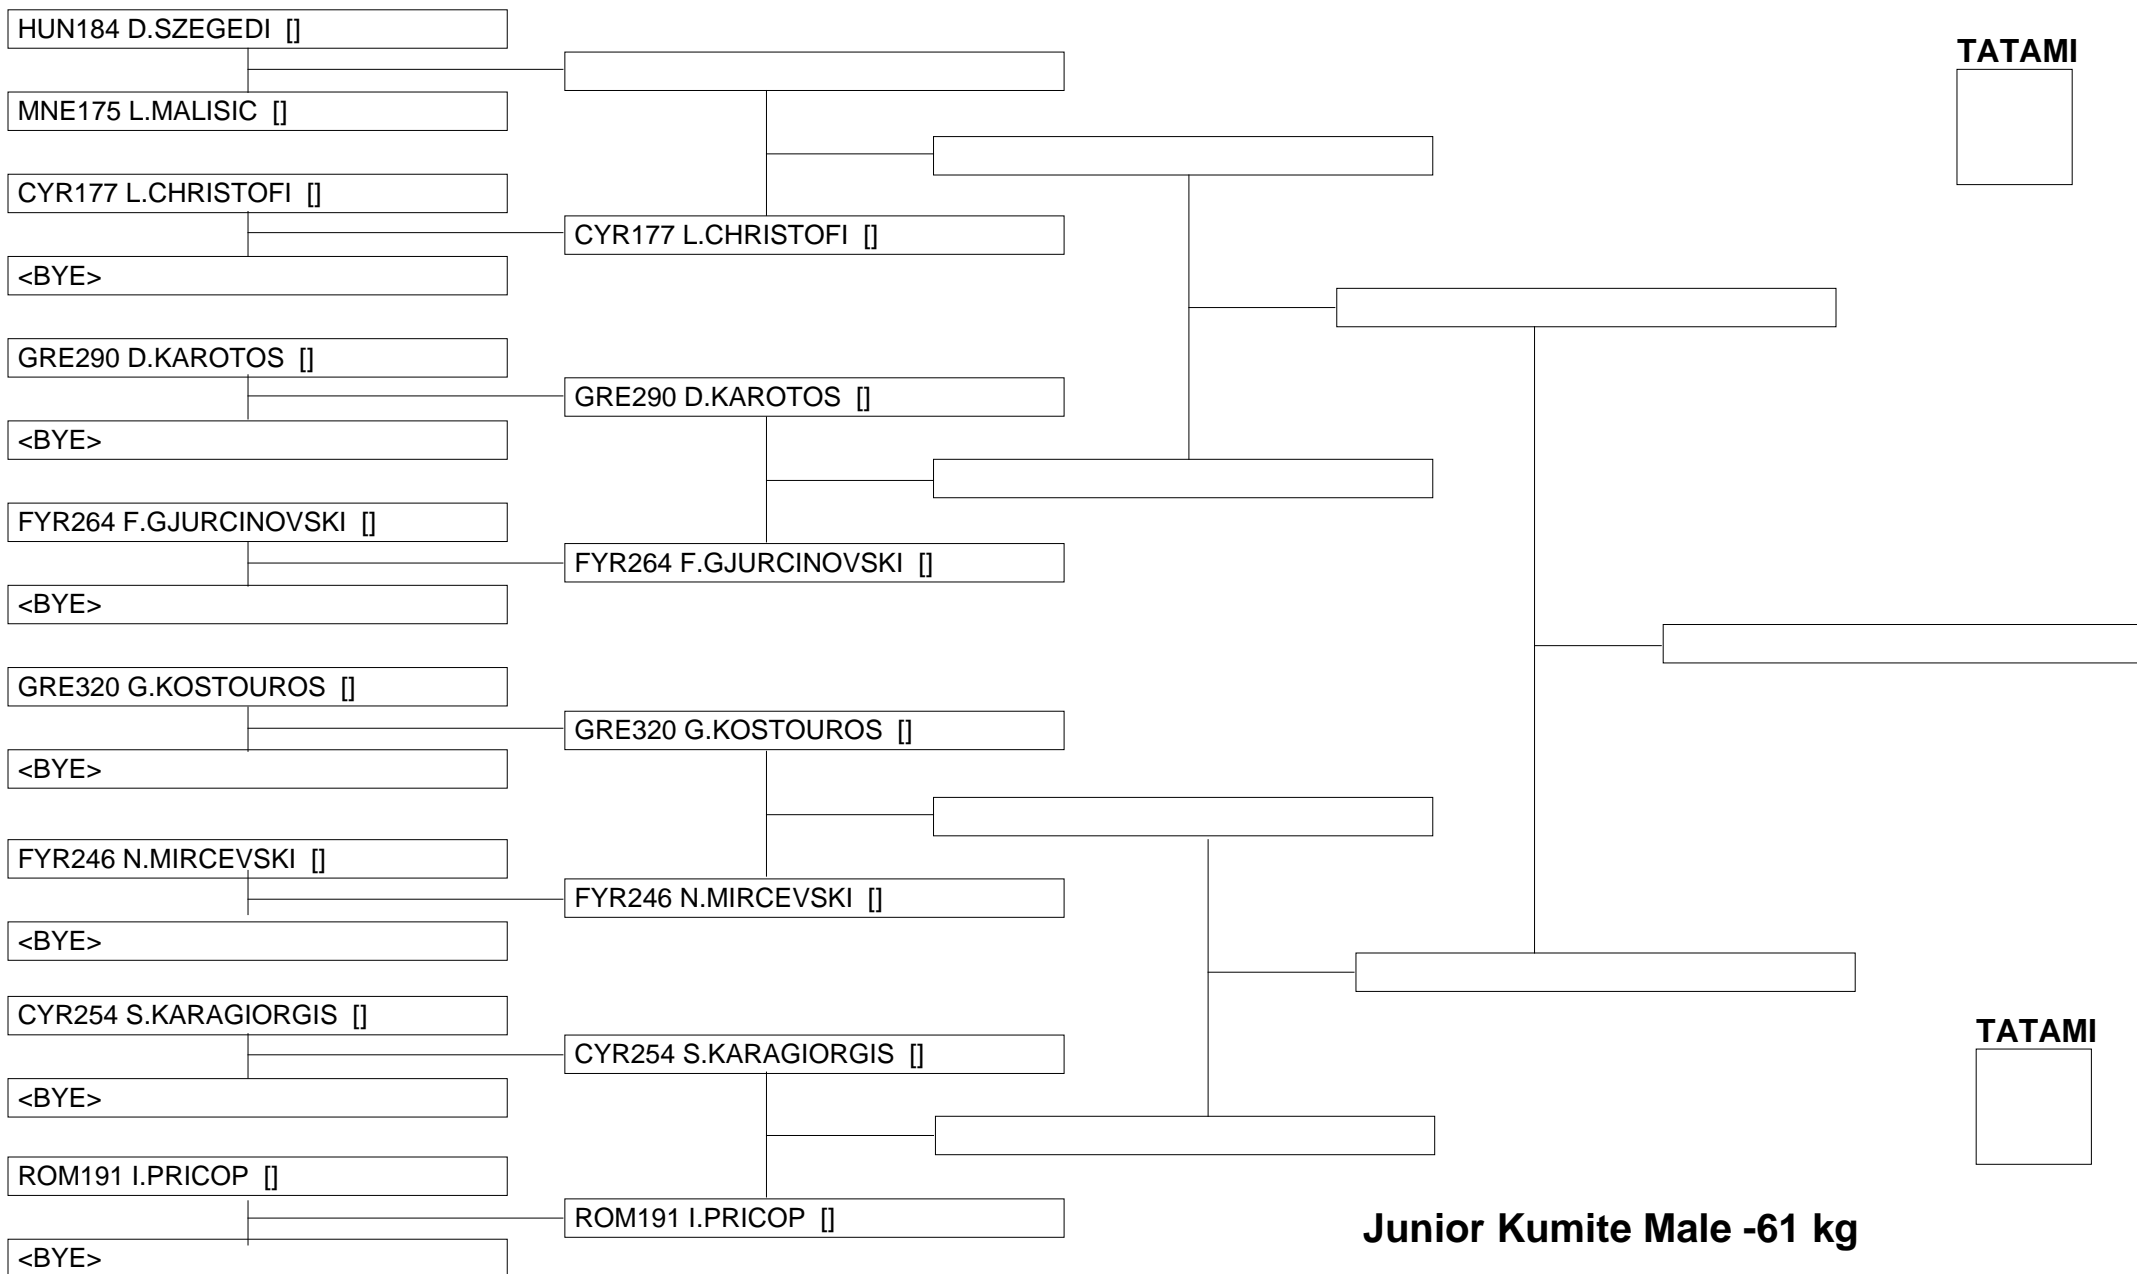 HUN184 D.SZEGEDI []
MNE175 L.MALISIC []
CYR177 L.CHRISTOFI []
<BYE>
GRE290 D.KAROTOS []
<BYE>
FYR264 F.GJURCINOVSKI []
<BYE>
GRE320 G.KOSTOUROS []
<BYE>
FYR246 N.MIRCEVSKI []
<BYE>
CYR254 S.KARAGIORGIS []
<BYE>
ROM191 I.PRICOP []
<BYE>
CYR177 L.CHRISTOFI []
GRE290 D.KAROTOS []
FYR264 F.GJURCINOVSKI []
GRE320 G.KOSTOUROS []
FYR246 N.MIRCEVSKI []
CYR254 S.KARAGIORGIS []
ROM191 I.PRICOP []
TATAMI
TATAMI
Junior Kumite Male -61 kg